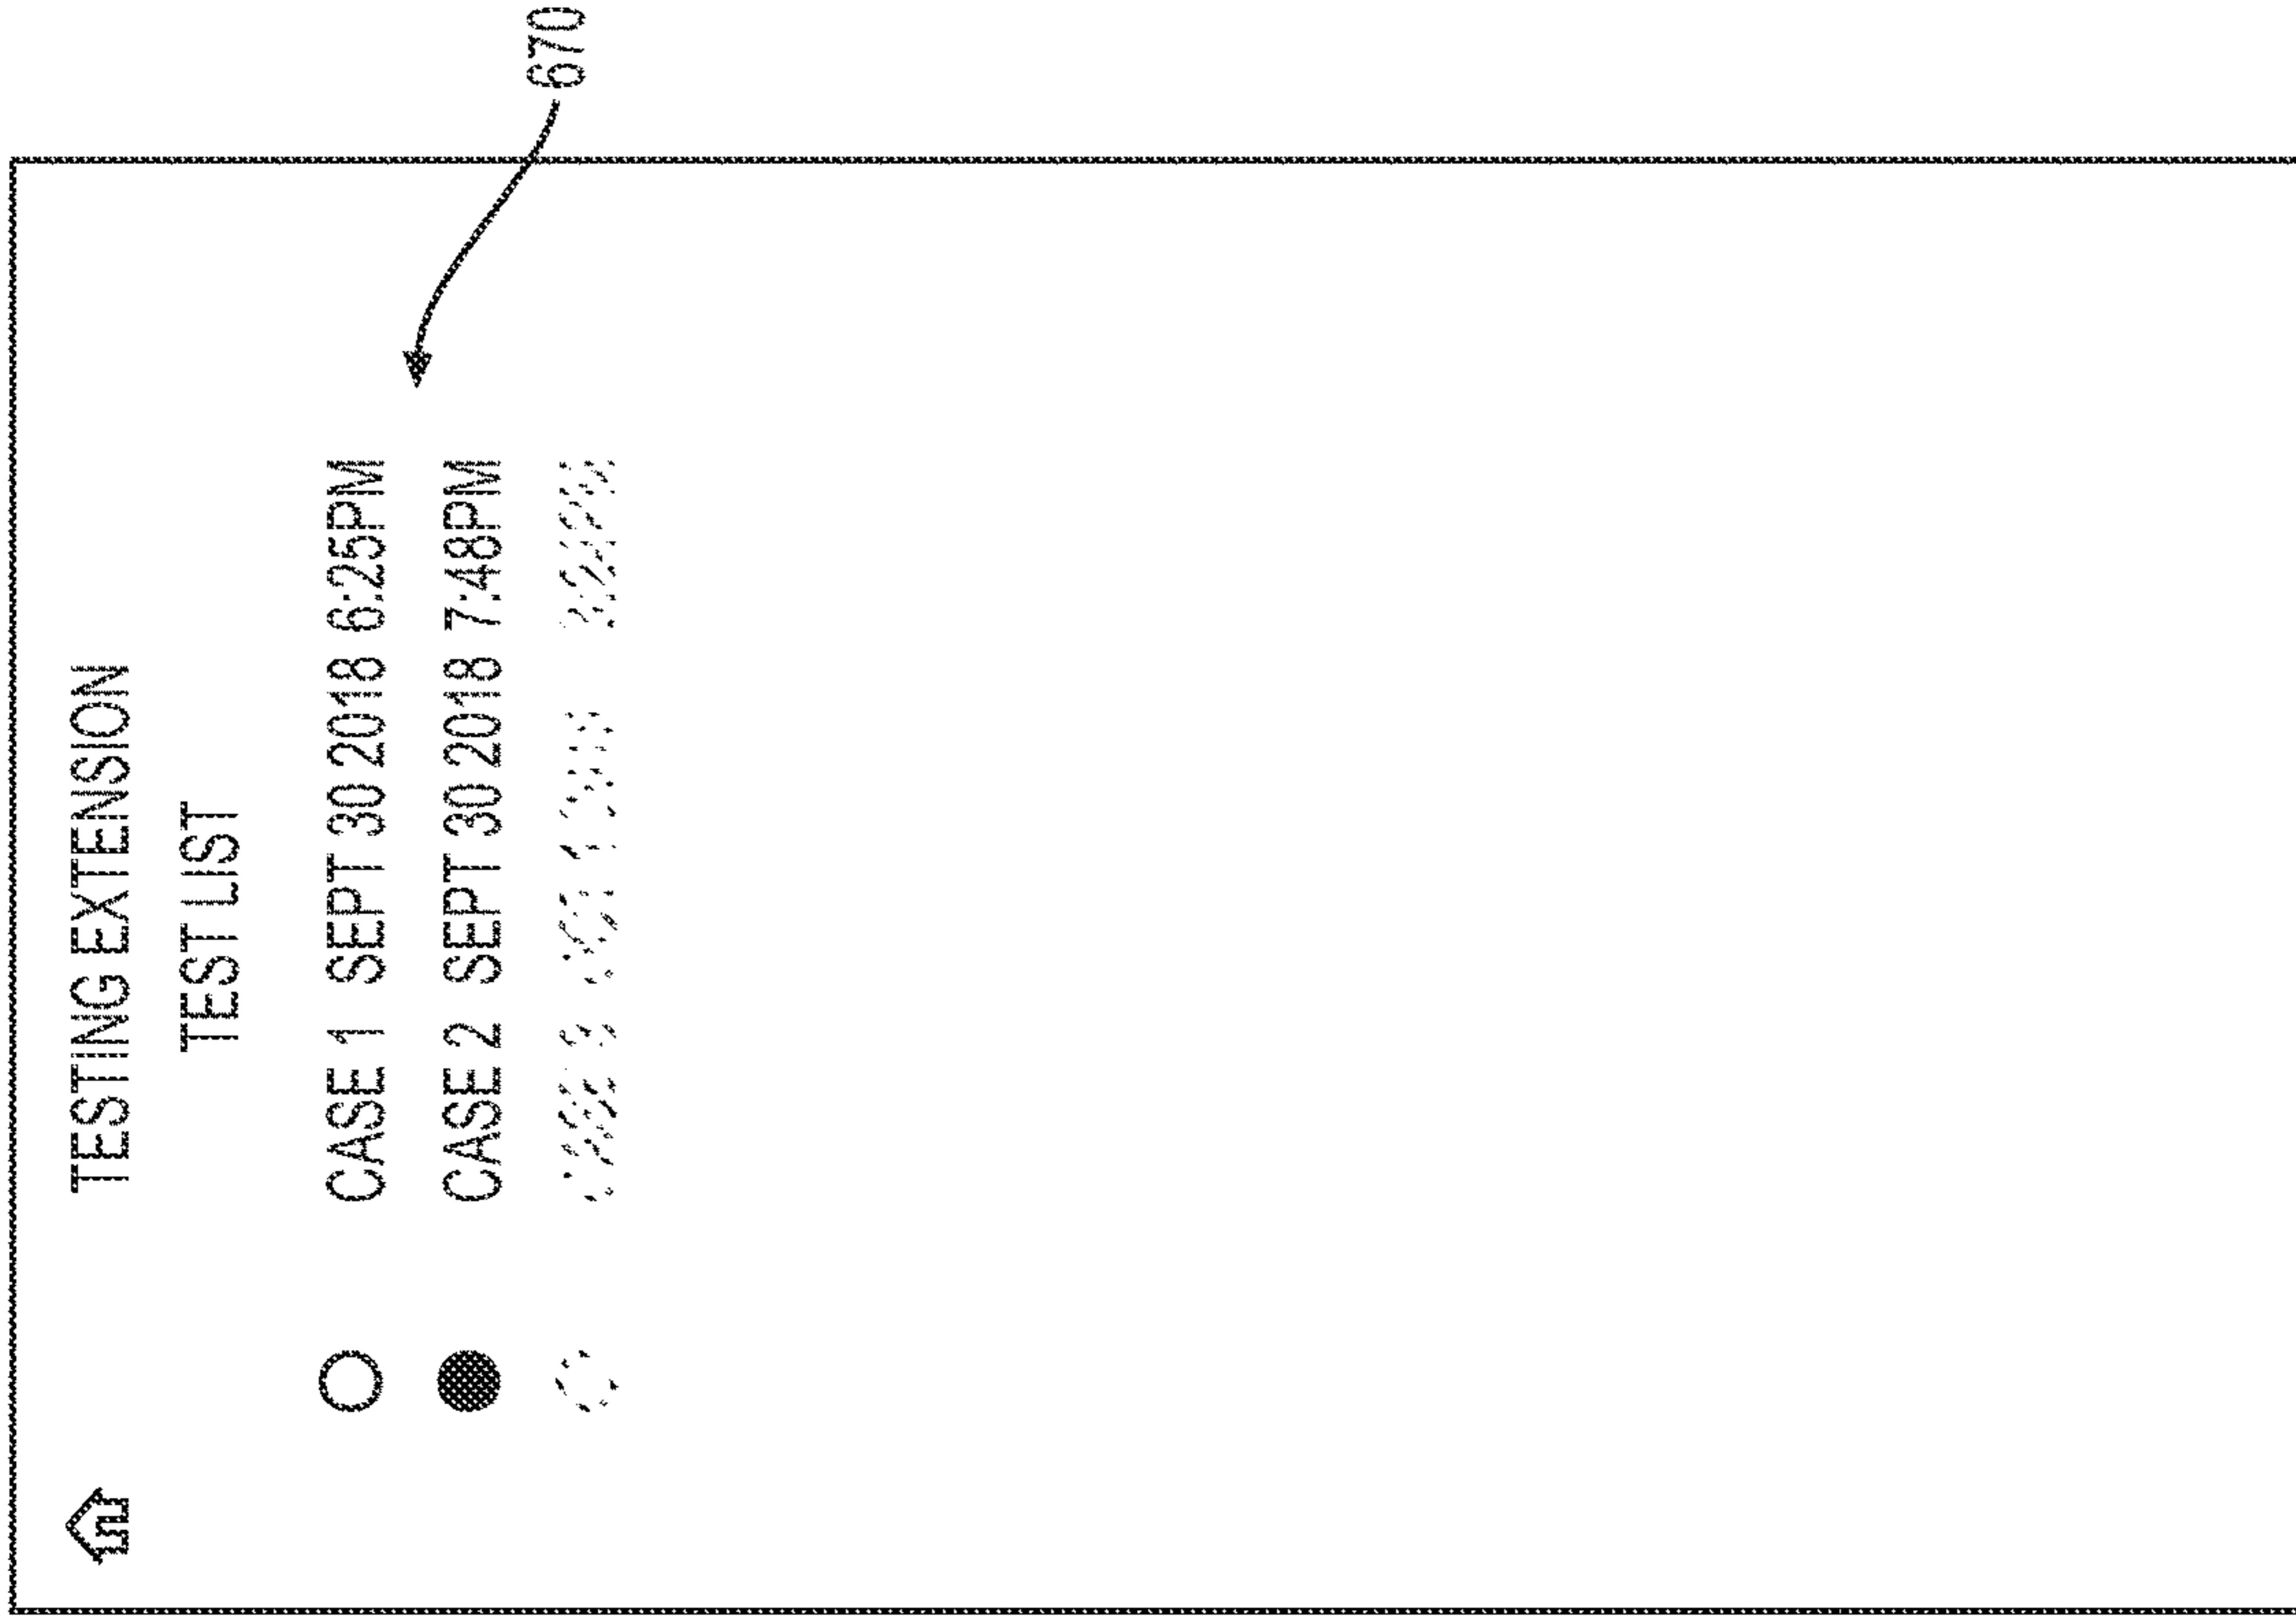 TESTING EXTENSION
TEST LIST
CASE 1 SEPT 30 2018 6:25PM
CASE 2 SEPT 30 2018 7:48PM
670